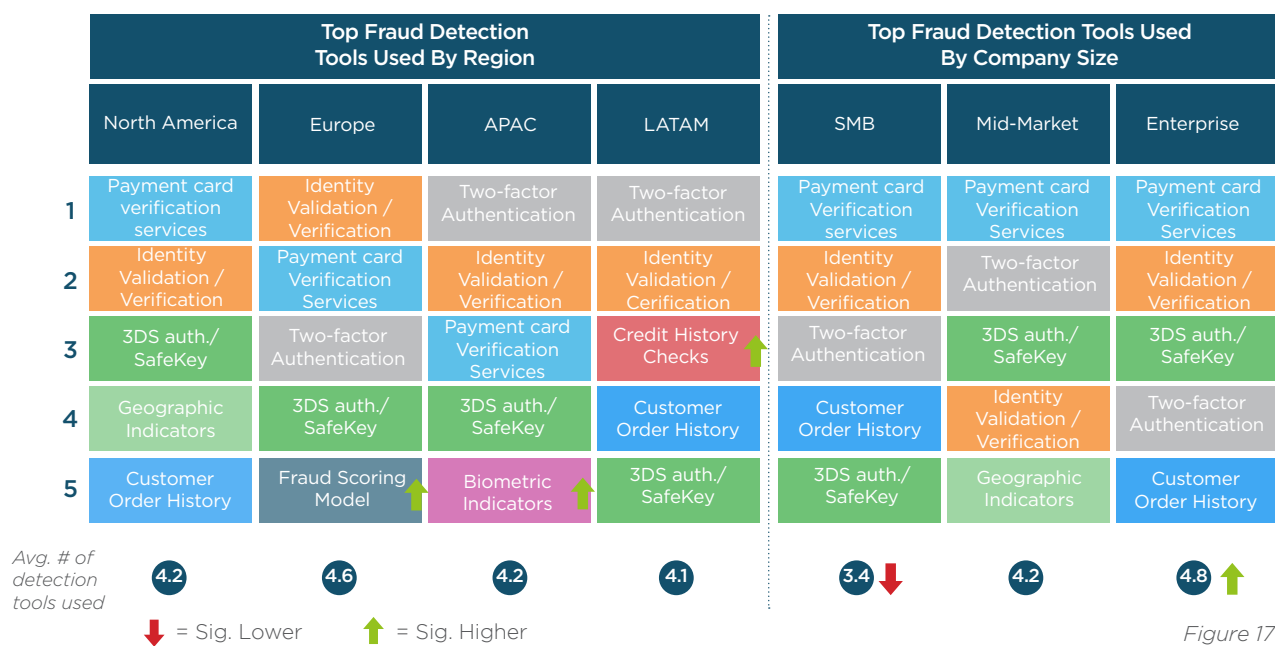 Top Fraud Detection
Tools Used By Region
Top Fraud Detection Tools Used
By Company Size
North America
Europe
APAC
LATAM
SMB
Mid-Market
Enterprise
1
Payment card
verification
services
Identity
Validation /
Verification
Two-factor
Authentication
Two-factor
Authentication
Payment card
Verification
services
Payment card
Verification
Services
Payment card
Verification
Services
2
Identity
Validation /
Verification
Payment card
Verification
Services
Identity
Validation /
Verification
Identity
Validation /
Cerification
Identity
Validation /
Verification
Two-factor
Authentication
Identity
Validation /
Verification
3
3DS auth./
SafeKey
Two-factor
Authentication
Payment card
Verification
Services
Credit History
Checks
Two-factor
Authentication
3DS auth./
SafeKey
3DS auth./
SafeKey
4
Geographic
Indicators
3DS auth./
SafeKey
3DS auth./
SafeKey
Customer
Order History
Customer
Order History
Identity
Validation /
Verification
Two-factor
Authentication
5
Customer
Order History
Fraud Scoring
Model
Biometric
Indicators
3DS auth./
SafeKey
3DS auth./
SafeKey
Geographic
Indicators
Customer
Order History
Avg. # of
detection
tools used
4.2
4.6
4.2
4.1
3.4
4.2
4.8
= Sig. Lower
= Sig. Higher
Figure 17